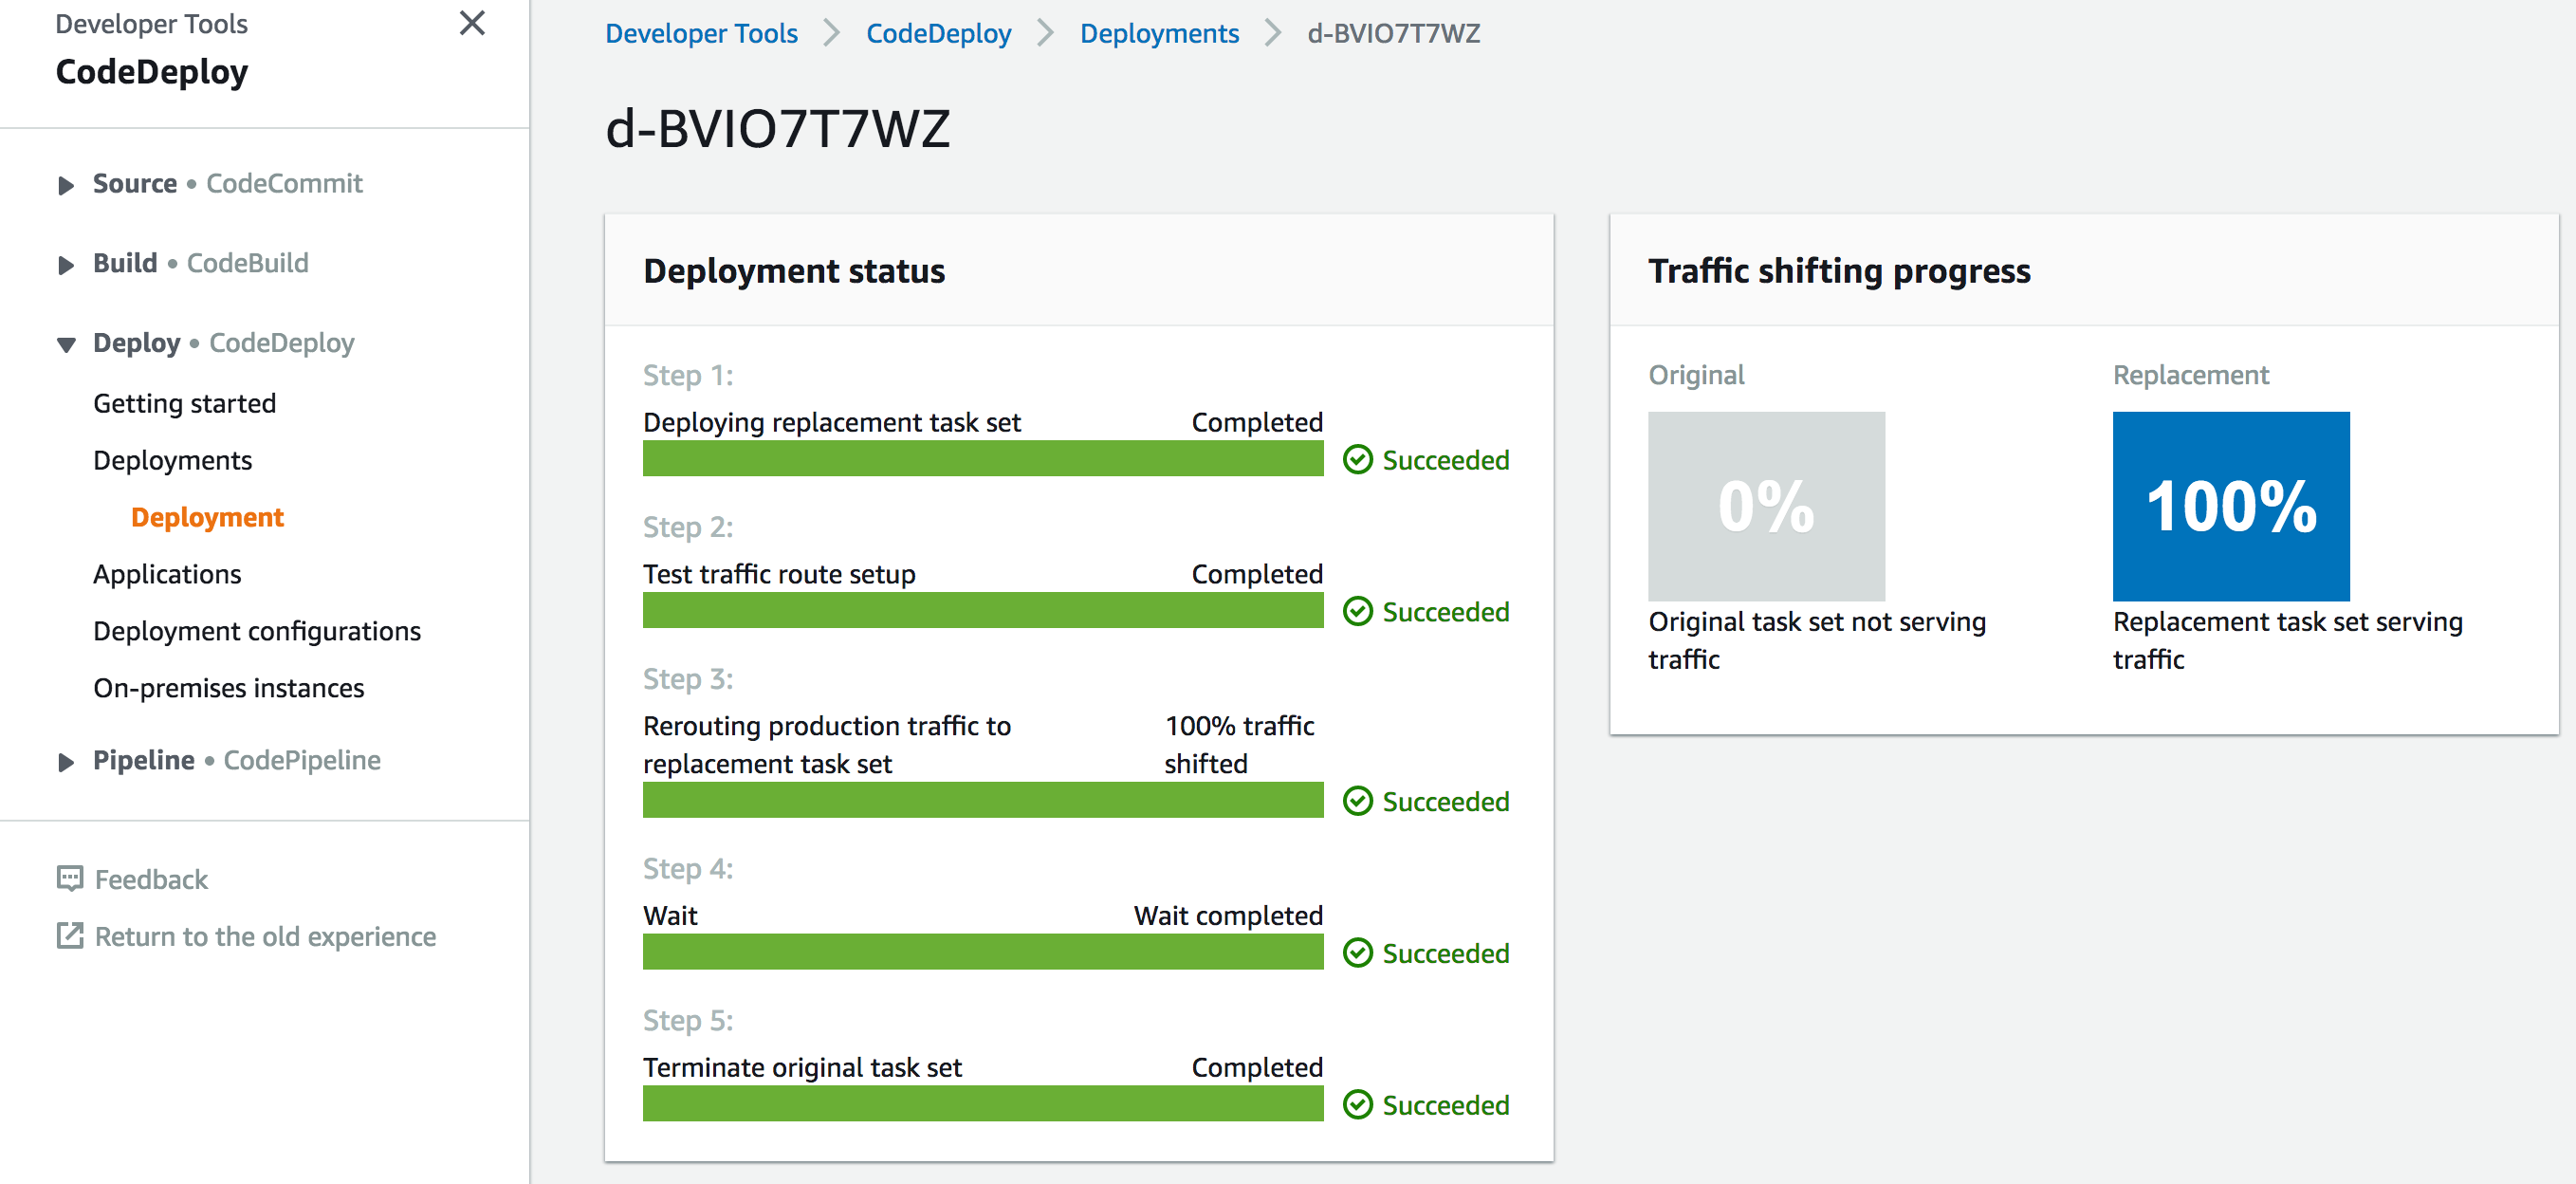 Developer Tools
CodeDeploy
Source • CodeCommit
Build • CodeBuild
Deploy • CodeDeploy
Getting started
Deployments
Deployment
Applications
Deployment configurations
On-premises instances
Pipeline • CodePipeline
Feedback
Return to the old experience
Developer Tools > CodeDeploy > Deployments > d-BVIO7T7WZ
d-BVIO7T7WZ
Deployment status
Step 1:
Deploying replacement task set Completed
Succeeded
Step 2:
Test traffic route setup Completed
Succeeded
Step 3:
Rerouting production traffic to 100% traffic
replacement task set shifted
Succeeded
Step 4:
Wait Wait completed
Succeeded
Step 5:
Terminate original task set Completed
Succeeded
Traffic shifting progress
Original Replacement
0% 100%
Original task set not serving Replacement task set serving
traffic traffic